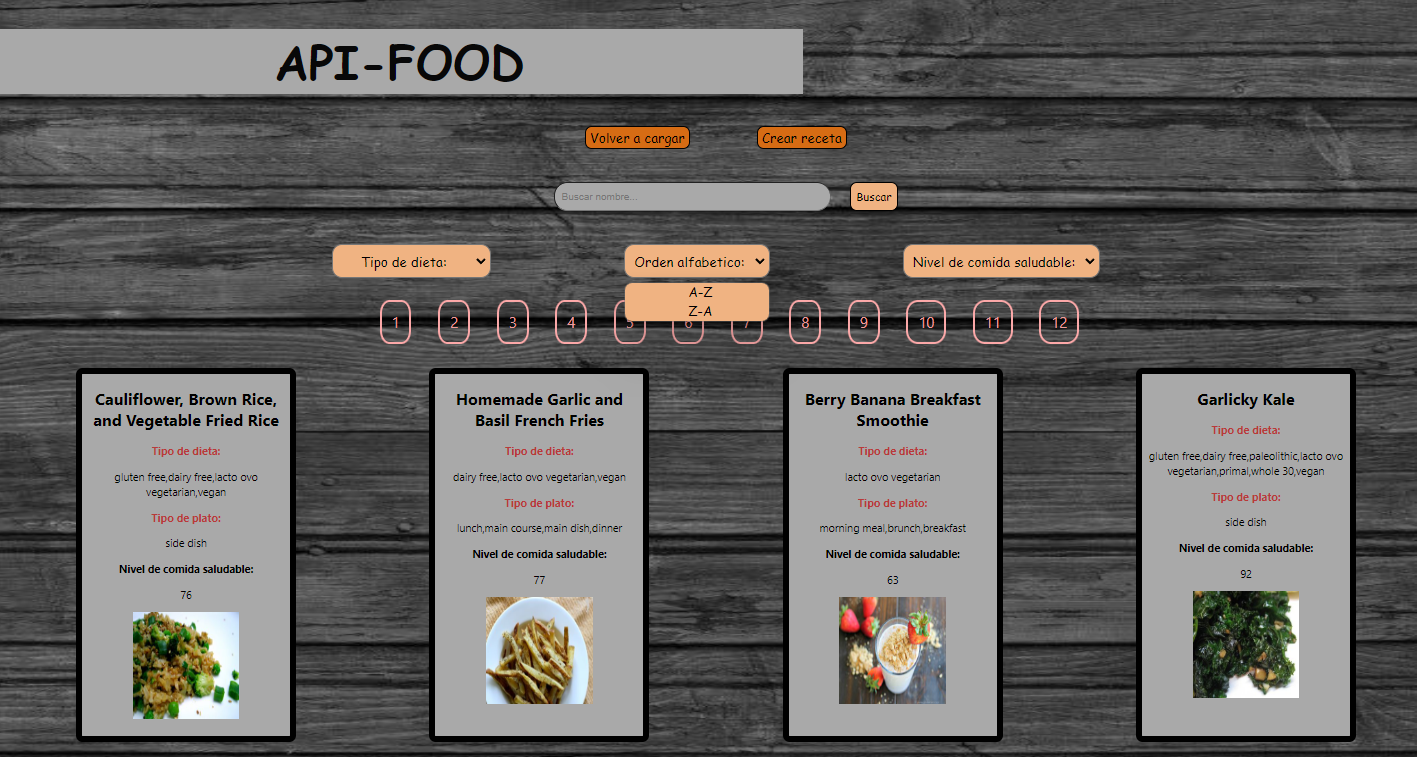 API-FOOD
Volver a cargar
Crear receta
Buscar nombre...
Buscar
Tipo de dieta:
Orden alfabetico:
Nivel de comida saludable:
A-Z
Z-A
1 2 3 4 5 6 7 8 9 10 11 12
Cauliflower, Brown Rice,
and Vegetable Fried Rice
Tipo de dieta:
gluten free,dairy free,lacto ovo
vegetarian,vegan
Tipo de plato:
side dish
Nivel de comida saludable:
76
Homemade Garlic and
Basil French Fries
Tipo de dieta:
dairy free,lacto ovo vegetarian,vegan
Tipo de plato:
lunch,main course,main dish,dinner
Nivel de comida saludable:
77
Berry Banana Breakfast
Smoothie
Tipo de dieta:
lacto ovo vegetarian
Tipo de plato:
morning meal,brunch,breakfast
Nivel de comida saludable:
63
Garlicky Kale
Tipo de dieta:
gluten free,dairy free,paleolithic,lacto ovo
vegetarian,primal,whole 30,vegan
Tipo de plato:
side dish
Nivel de comida saludable:
92